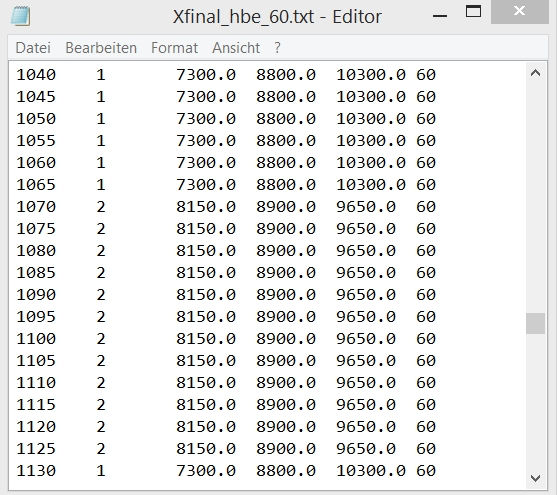 Xfinal_hbe_60.txt - Editor
Datei Bearbeiten Format Ansicht ?
1040 1 7300.0 8800.0 10300.0 60
1045 1 7300.0 8800.0 10300.0 60
1050 1 7300.0 8800.0 10300.0 60
1055 1 7300.0 8800.0 10300.0 60
1060 1 7300.0 8800.0 10300.0 60
1065 1 7300.0 8800.0 10300.0 60
1070 2 8150.0 8900.0 9650.0 60
1075 2 8150.0 8900.0 9650.0 60
1080 2 8150.0 8900.0 9650.0 60
1085 2 8150.0 8900.0 9650.0 60
1090 2 8150.0 8900.0 9650.0 60
1095 2 8150.0 8900.0 9650.0 60
1100 2 8150.0 8900.0 9650.0 60
1105 2 8150.0 8900.0 9650.0 60
1110 2 8150.0 8900.0 9650.0 60
1115 2 8150.0 8900.0 9650.0 60
1120 2 8150.0 8900.0 9650.0 60
1125 2 8150.0 8900.0 9650.0 60
1130 1 7300.0 8800.0 10300.0 60